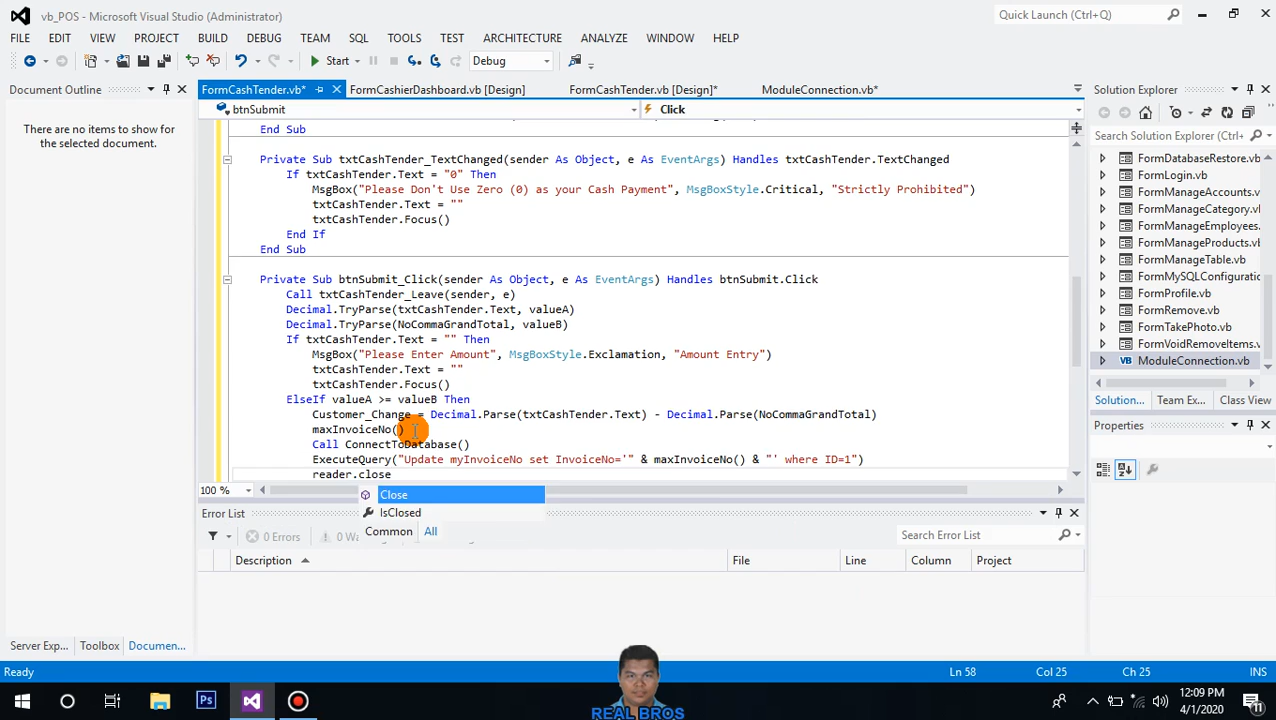 vb_POS - Microsoft Visual Studio (Administrator)
Quick Launch (Ctrl+Q)
FILE EDIT VIEW PROJECT BUILD DEBUG TEAM SQL TOOLS TEST ARCHITECTURE ANALYZE WINDOW HELP
Start Debug
Document Outline
FormCashTender.vb* FormCashierDashboard.vb [Design] FormCashTender.vb [Design]* ModuleConnection.vb*
Solution Explorer
There are no items to show for
the selected document.
btnSubmit Click
Search Solution Explorer (Ctrl+
End Sub
Private Sub txtCashTender_TextChanged(sender As Object, e As EventArgs) Handles txtCashTender.TextChanged
If txtCashTender.Text = "0" Then
MsgBox("Please Don't Use Zero (0) as your Cash Payment", MsgBoxStyle.Critical, "Strictly Prohibited")
txtCashTender.Text = ""
txtCashTender.Focus()
End If
End Sub
Private Sub btnSubmit_Click(sender As Object, e As EventArgs) Handles btnSubmit.Click
Call txtCashTender_Leave(sender, e)
Decimal.TryParse(txtCashTender.Text, valueA)
Decimal.TryParse(NoCommaGrandTotal, valueB)
If txtCashTender.Text = "" Then
MsgBox("Please Enter Amount", MsgBoxStyle.Exclamation, "Amount Entry")
txtCashTender.Text = ""
txtCashTender.Focus()
ElseIf valueA >= valueB Then
Customer_Change = Decimal.Parse(txtCashTender.Text) - Decimal.Parse(NoCommaGrandTotal)
maxInvoiceNo()
Call ConnectToDatabase()
ExecuteQuery("Update myInvoiceNo set InvoiceNo='" & maxInvoiceNo() & "' where ID=1")
reader.close
Close
IsClosed
Common All
100 %
FormDatabaseRestore.vb
FormLogin.vb
FormManageAccounts.v
FormManageCategory.v
FormManageEmployees.
FormManageProducts.v
FormManageTable.vb
FormMySQLConfiguratio
FormProfile.vb
FormRemove.vb
FormTakePhoto.vb
FormVoidRemoveItems.v
ModuleConnection.vb
Solution... Team Exp... Class View
Properties
Error List
0 Errors 0 Wa
Search Error List
Description File Line Column Project
Server Exp... Toolbox Documen...
Ready Ln 58 Col 25 Ch 25 INS
REAL BROS
12:09 PM
4/1/2020
11